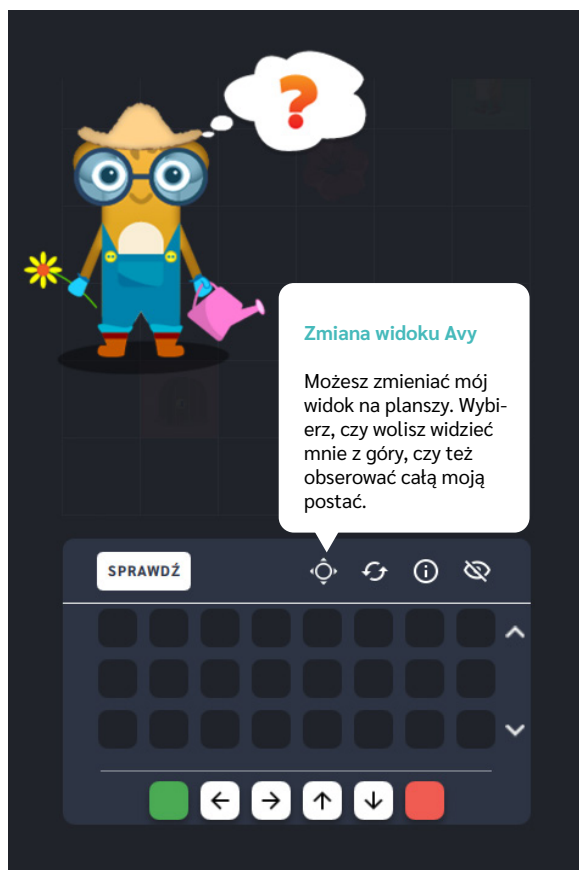 ?
Zmiana widoku Avy
Możesz zmieniać mój
widok na planszy. Wybi-
erz, czy wolisz widzieć
mnie z góry, czy też
obserować całą moją
postać.
SPRAWDŹ